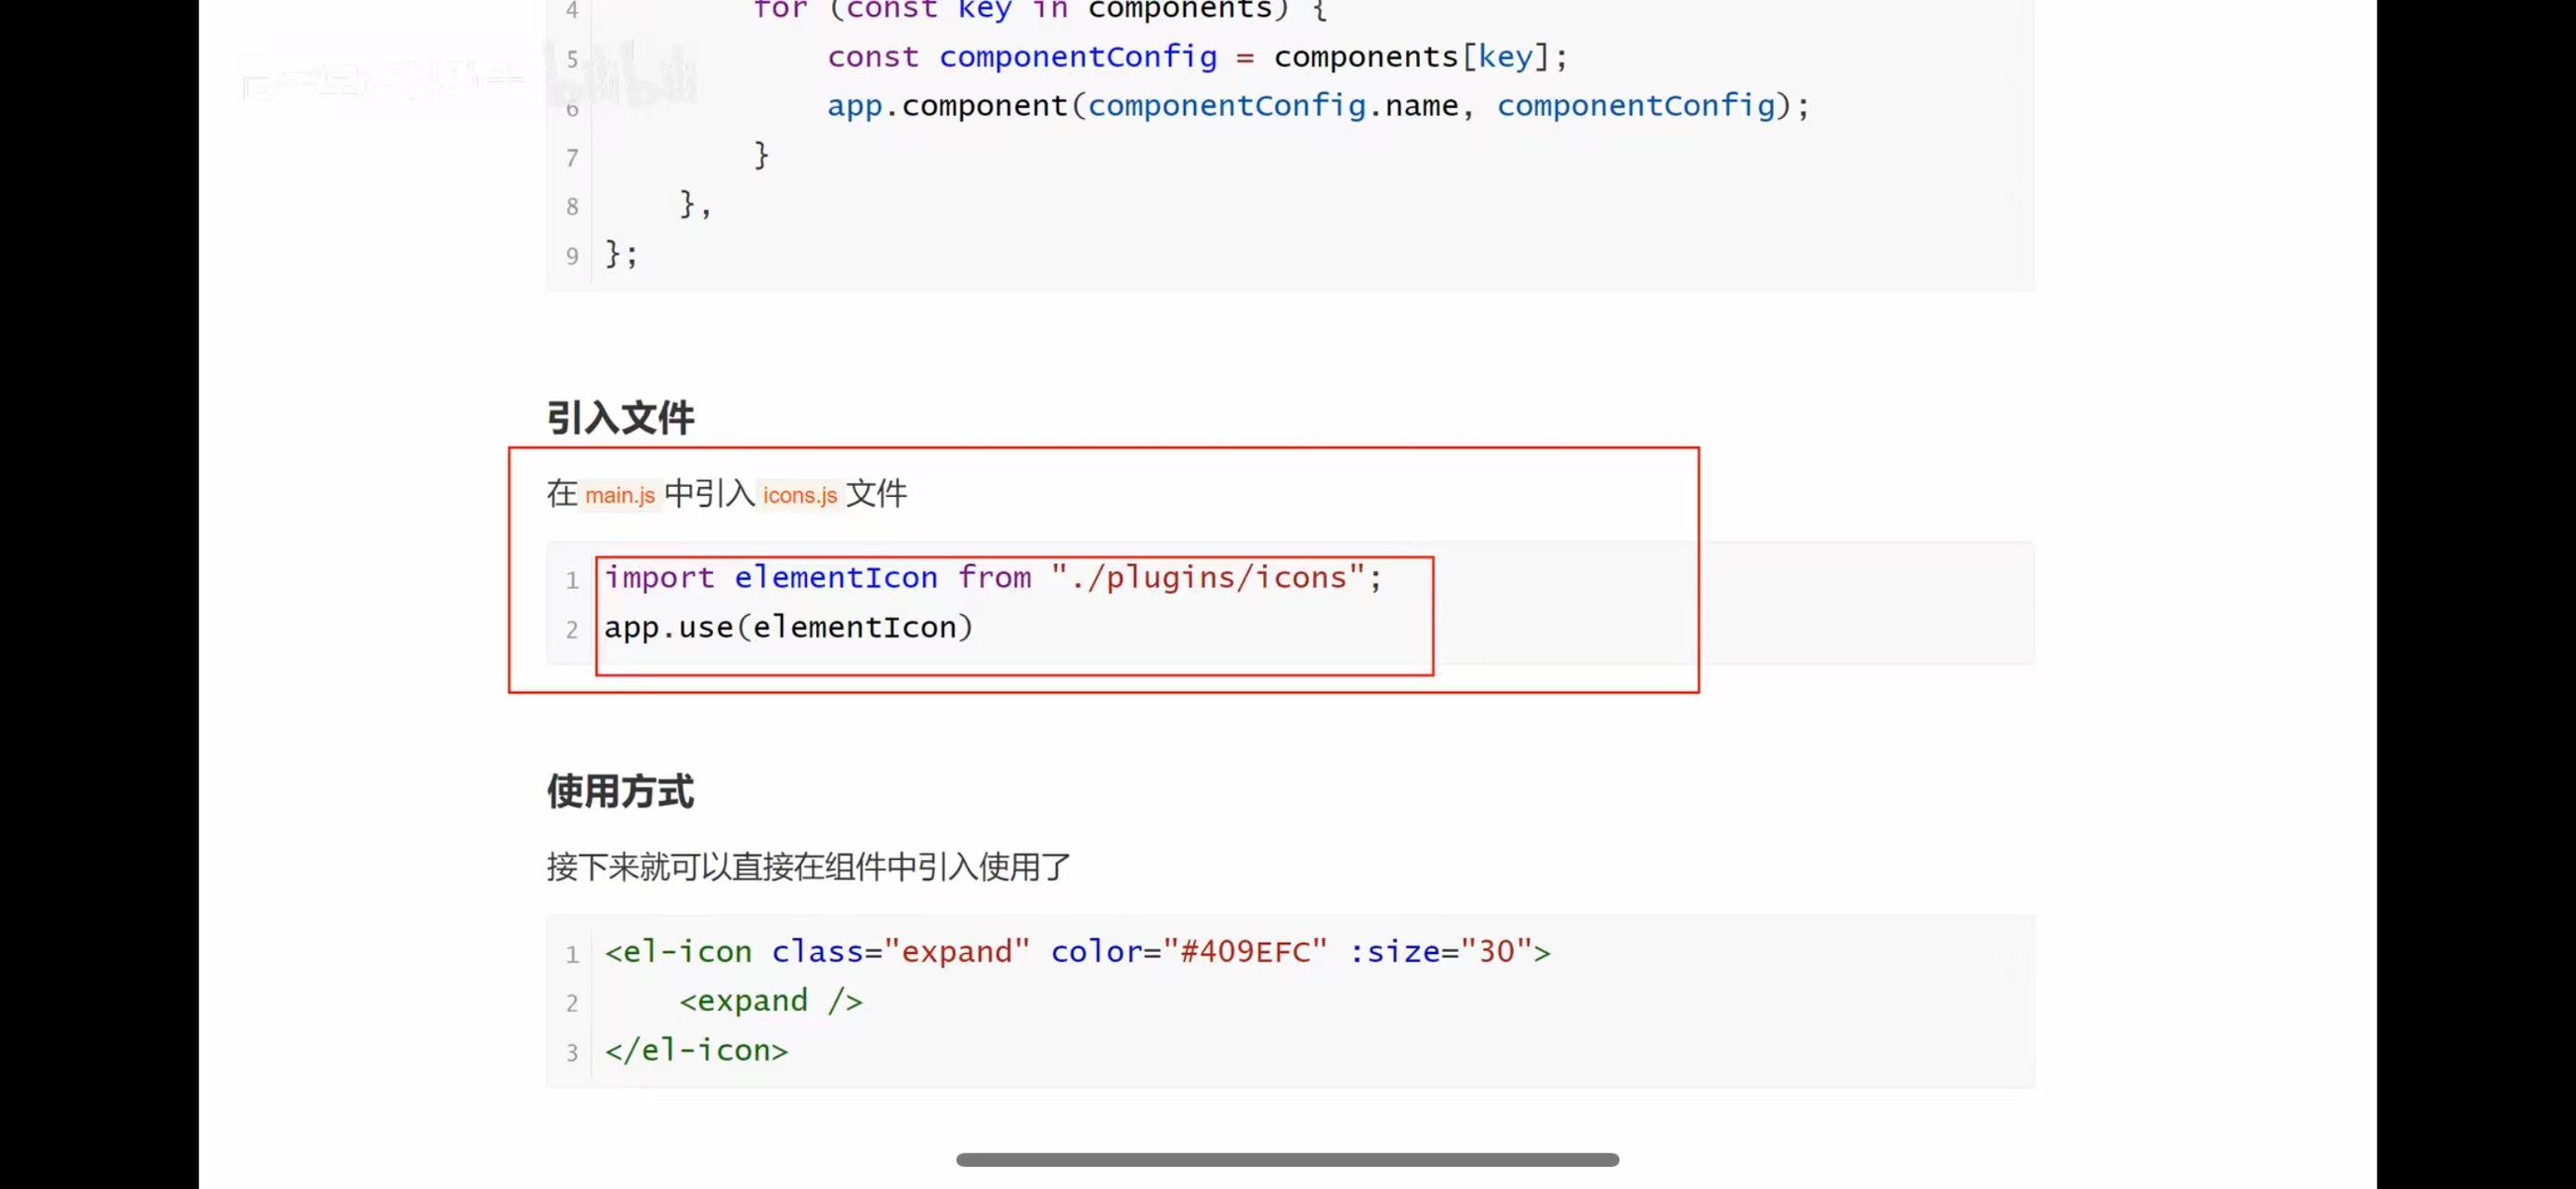 4 for (const key in components) {
5 const componentConfig = components[key];
6 app.component(componentConfig.name, componentConfig);
7 }
8 },
9 };
bilibili
引入文件
在 main.js 中引入 icons.js 文件
1 import elementIcon from "./plugins/icons";
2 app.use(elementIcon)
使用方式
接下来就可以直接在组件中引入使用了
1 <el-icon class="expand" color="#409EFC" :size="30">
2 <expand />
3 </el-icon>